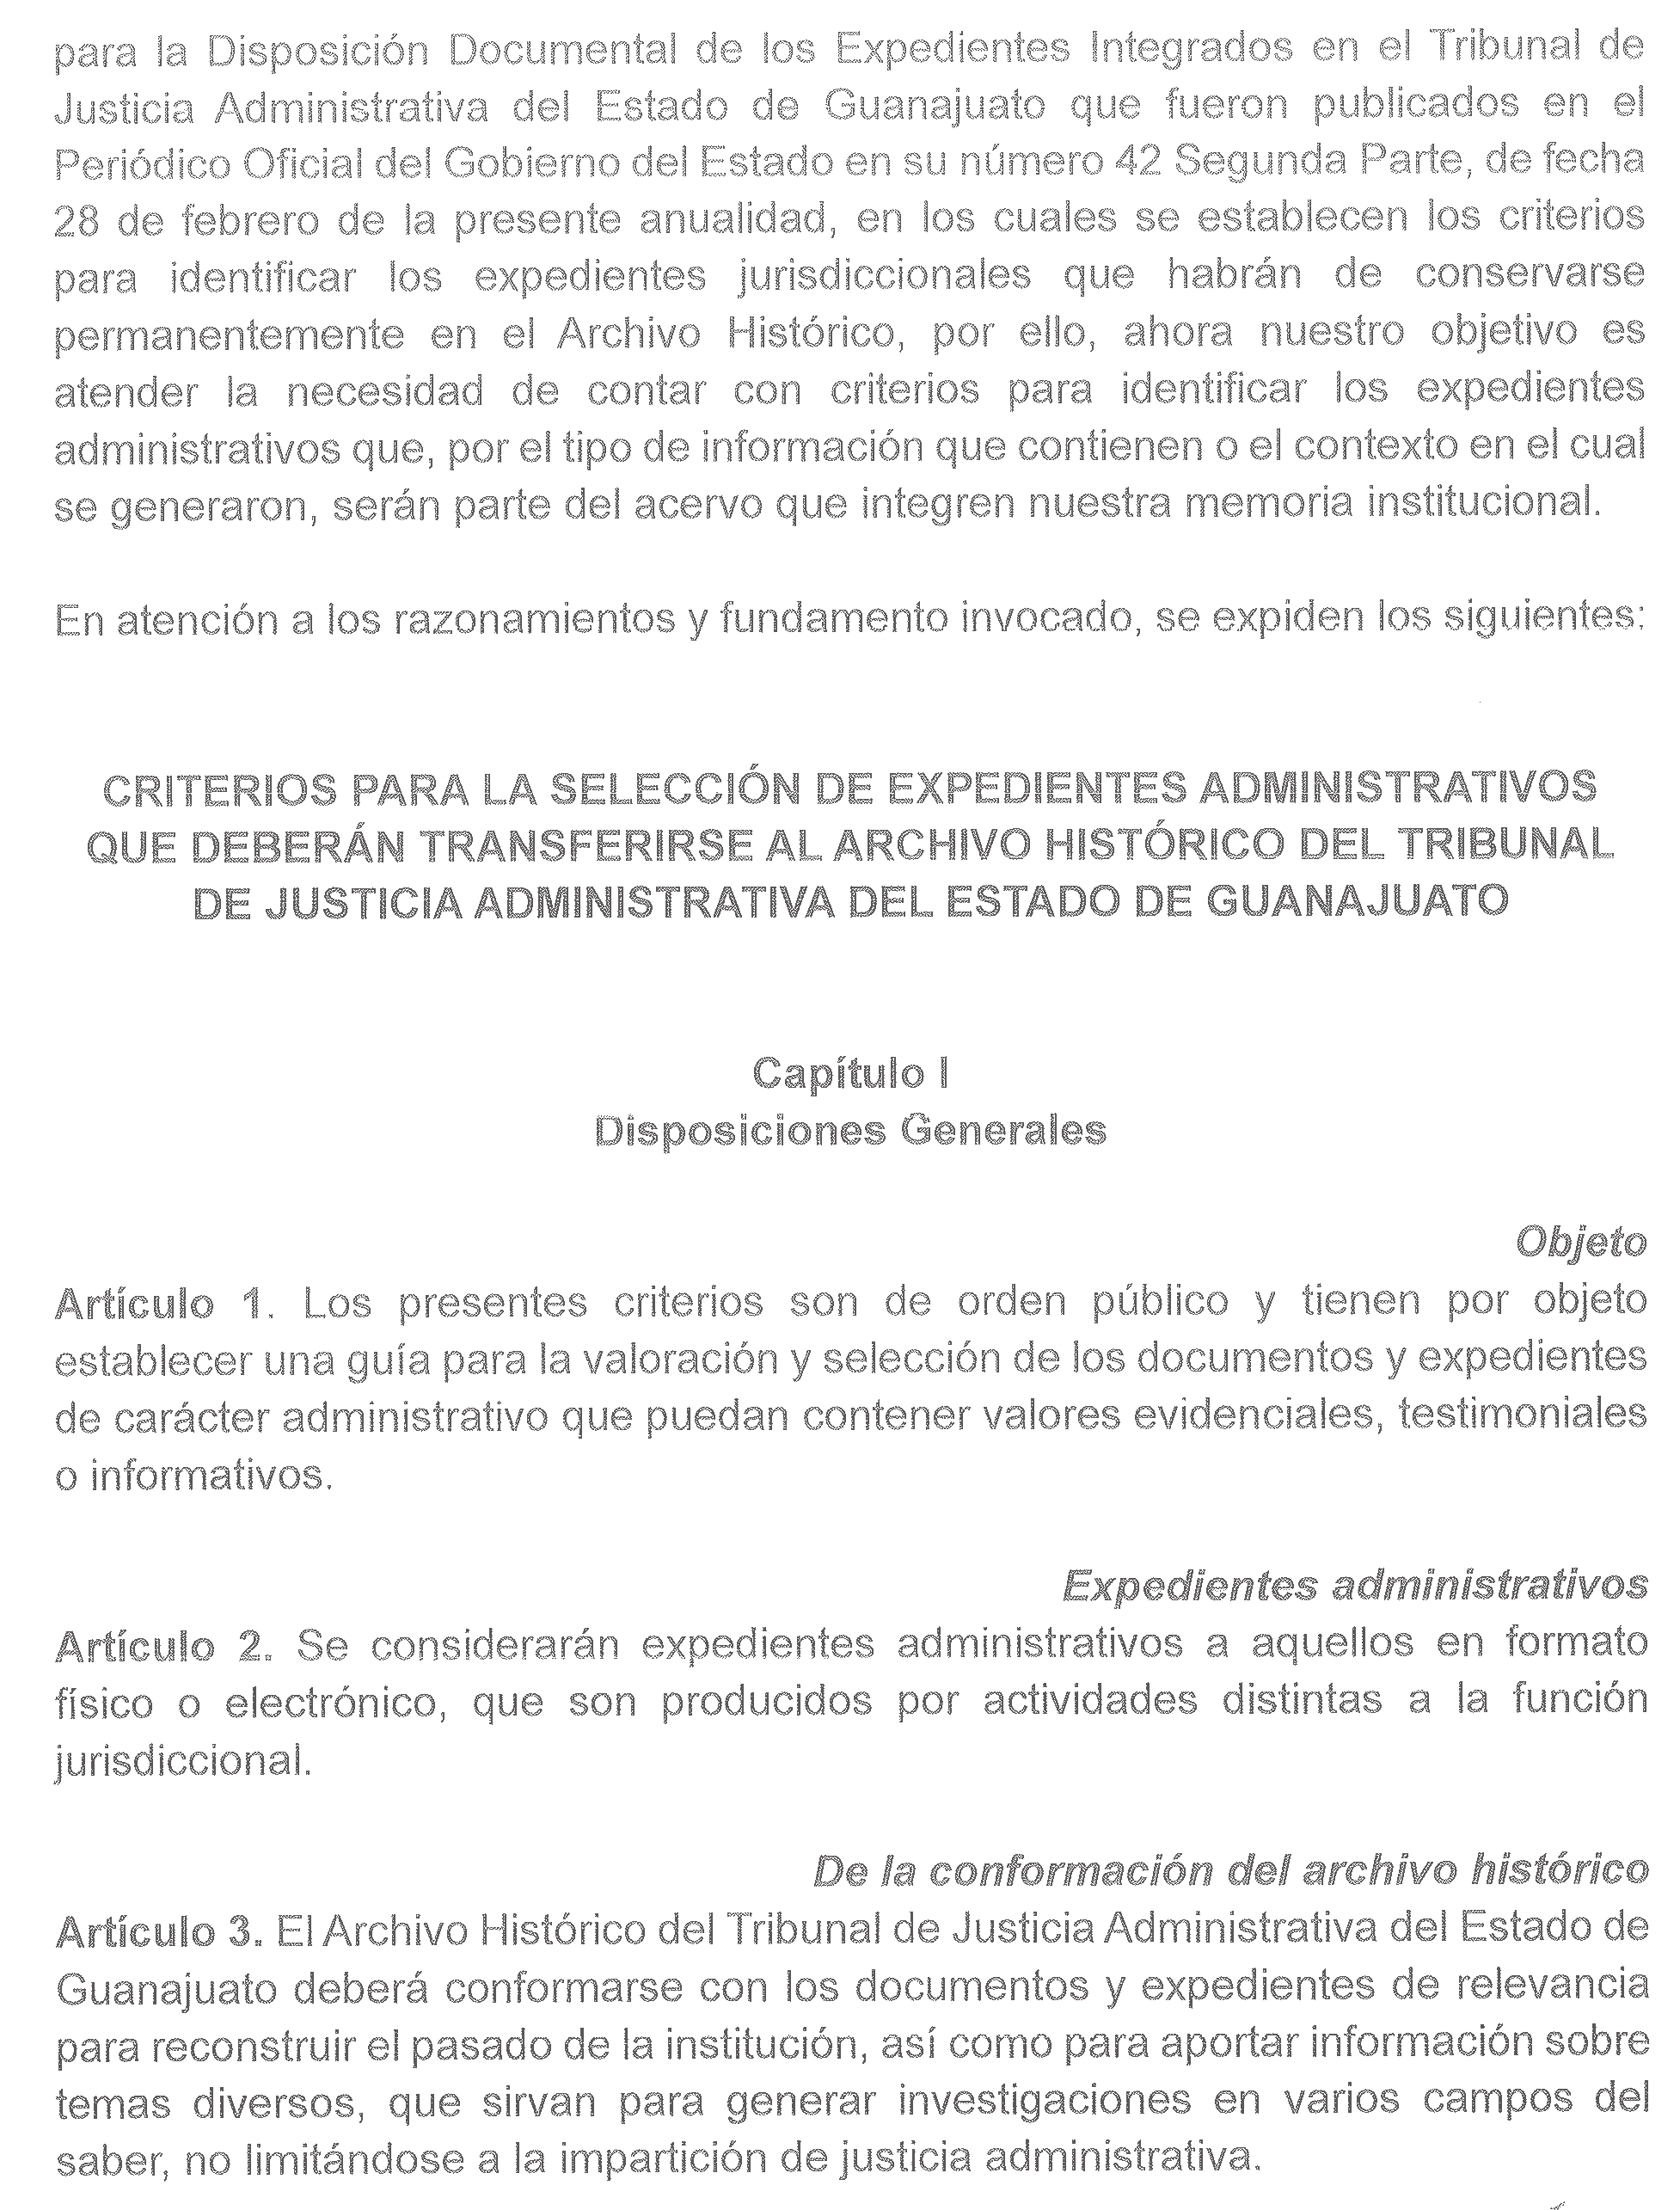 para la Disposición Documental de los Expedientes Integrados en el Tribunal de
Justicia Administrativa del Estado de Guanajuato que fueron publicados en el
Periódico Oficial del Gobierno del Estado en su número 42 Segunda Parte, de fecha
28 de febrero de la presente anualidad, en los cuales se establecen los criterios
para identificar los expedientes jurisdiccionales que habrán de conservarse
permanentemente en el Archivo Histórico, por ello, ahora nuestro objetivo es
atender la necesidad de contar con criterios para identificar los expedientes
administrativos que, por el tipo de información que contienen o el contexto en el cual
se generaron, serán parte del acervo que integren nuestra memoria institucional.
En atención a los razonamientos y fundamento invocado, se expiden los siguientes:
CRITERIOS PARA LA SELECCIÓN DE EXPEDIENTES ADMINISTRATIVOS
QUE DEBERÁN TRANSFERIRSE AL ARCHIVO HISTÓRICO DEL TRIBUNAL
DE JUSTICIA ADMINISTRATIVA DEL ESTADO DE GUANAJUATO
Capítulo I
Disposiciones Generales
Objeto
Artículo 1. Los presentes criterios son de orden público y tienen por objeto
establecer una guía para la valoración y selección de los documentos y expedientes
de carácter administrativo que puedan contener valores evidenciales, testimoniales
o informativos.
Expedientes administrativos
Artículo 2. Se considerarán expedientes administrativos a aquellos en formato
físico o electrónico, que son producidos por actividades distintas a la función
jurisdiccional.
De la conformación del archivo histórico
Artículo 3. El Archivo Histórico del Tribunal de Justicia Administrativa del Estado de
Guanajuato deberá conformarse con los documentos y expedientes de relevancia
para reconstruir el pasado de la institución, así como para aportar información sobre
temas diversos, que sirvan para generar investigaciones en varios campos del
saber, no limitándose a la impartición de justicia administrativa.